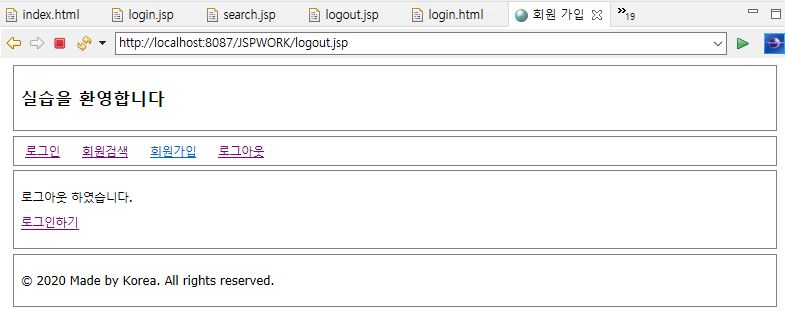 index.html login.jsp search.jsp logout.jsp login.html 회원 가입 »19
http://localhost:8087/JSPWORK/logout.jsp
실습을 환영합니다
로그인 회원검색 회원가입 로그아웃
로그아웃 하였습니다.
로그인하기
© 2020 Made by Korea. All rights reserved.